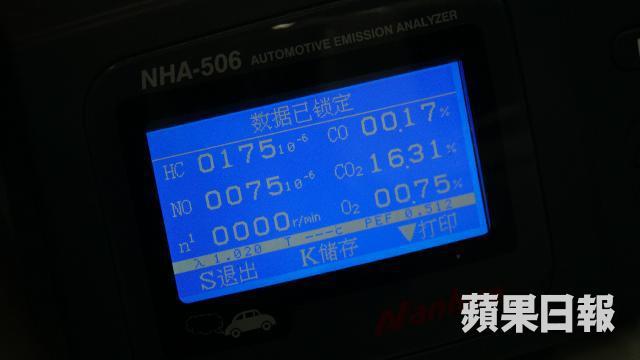 NHA-506 AUTOMOTIVE EMISSION ANALYZER
数据已锁定
HC 0175 10⁻⁶ CO 00.17 %
NO 0075 10⁻⁶ CO₂ 16.31 %
n¹ 0000 r/min O₂ 00.75 %
λ 1.020 T ---c PEF 0.512
S退出 K储存 ▼打印
蘋果日報